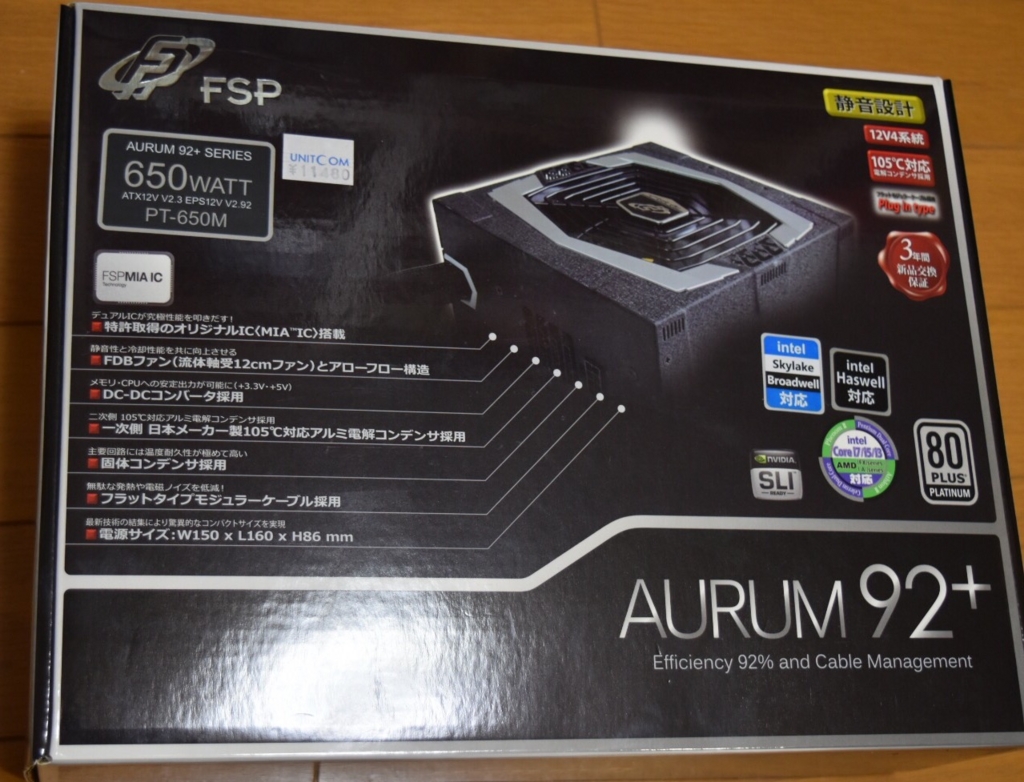 FSP
静音設計
12V4系統
105℃対応
電解コンデンサ採用
Plug in type
3年間
新品交換
保証
AURUM 92+ SERIES
650WATT
ATX12V V2.3 EPS12V V2.92
PT-650M
UNITCOM
¥11480
FSPMIA IC
Technology
デュアルICが究極性能を叩きだす!
特許取得のオリジナルIC〈MIA™IC〉搭載
静音性と冷却性能を共に向上させる
FDBファン(流体軸受12cmファン)とアローフロー構造
メモリ・CPUへの安定出力が可能に(+3.3V・+5V)
DC-DCコンバータ採用
二次側 105℃対応アルミ電解コンデンサ採用
一次側 日本メーカー製105℃対応アルミ電解コンデンサ採用
主要回路には温度耐久性が極めて高い
固体コンデンサ採用
無駄な発熱や電磁ノイズを低減!
フラットタイプモジュラーケーブル採用
最新技術の結集により驚異的なコンパクトサイズを実現
電源サイズ:W150 x L160 x H86 mm
intel
Skylake
Broadwell
対応
intel
Haswell
対応
NVIDIA
SLI
READY
intel
Core i7/i5/i3
AMD
対応
80
PLUS
PLATINUM
AURUM 92+
Efficiency 92% and Cable Management